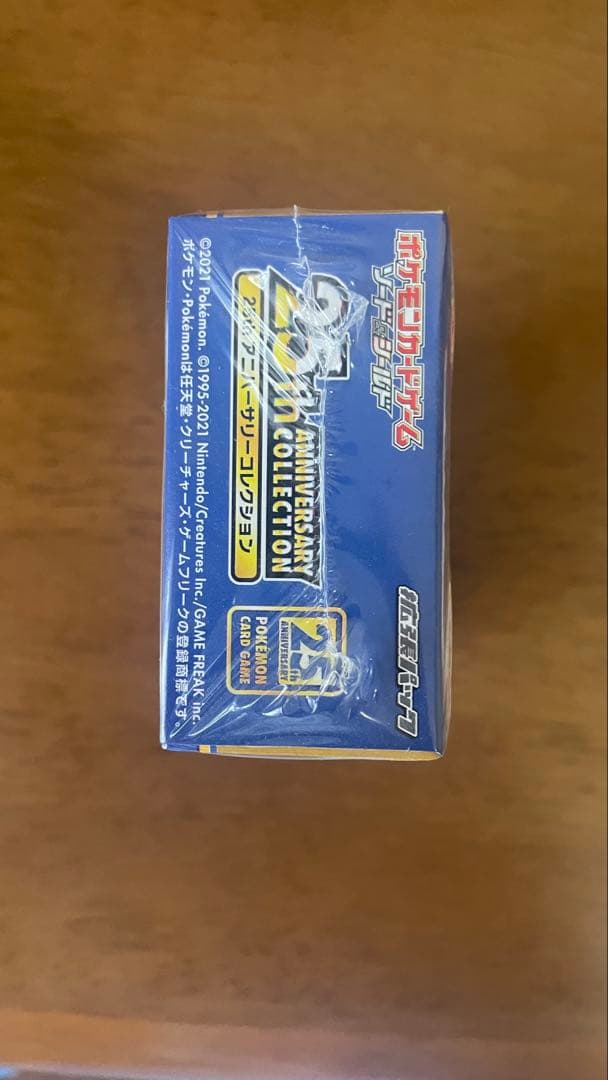 ポケモンカードゲーム
ソード&シールド
拡張パック
25th ANNIVERSARY
COLLECTION
25th アニバーサリーコレクション
25th
ANNIVERSARY
POKÉMON
CARD GAME
©2021 Pokémon. ©1995-2021 Nintendo/Creatures Inc./GAME FREAK inc.
ポケモン・Pokémonは任天堂・クリーチャーズ・ゲームフリークの登録商標です。